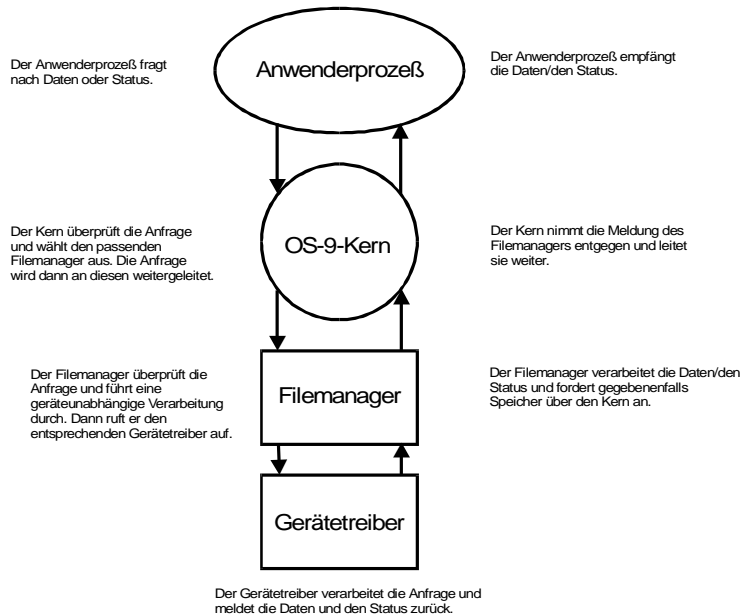 Der Anwenderprozeß fragt
nach Daten oder Status.
Anwenderprozeß
Der Anwenderprozeß empfängt
die Daten/den Status.
Der Kern überprüft die Anfrage
und wählt den passenden
Filemanager aus. Die Anfrage
wird dann an diesen weitergeleitet.
OS-9-Kern
Der Kern nimmt die Meldung des
Filemanagers entgegen und leitet
sie weiter.
Der Filemanager überprüft die
Anfrage und führt eine
geräteunabhängige Verarbeitung
durch. Dann ruft er den
entsprechenden Gerätetreiber auf.
Filemanager
Der Filemanager verarbeitet die Daten/den
Status und fordert gegebenenfalls
Speicher über den Kern an.
Gerätetreiber
Der Gerätetreiber verarbeitet die Anfrage und
meldet die Daten und den Status zurück.